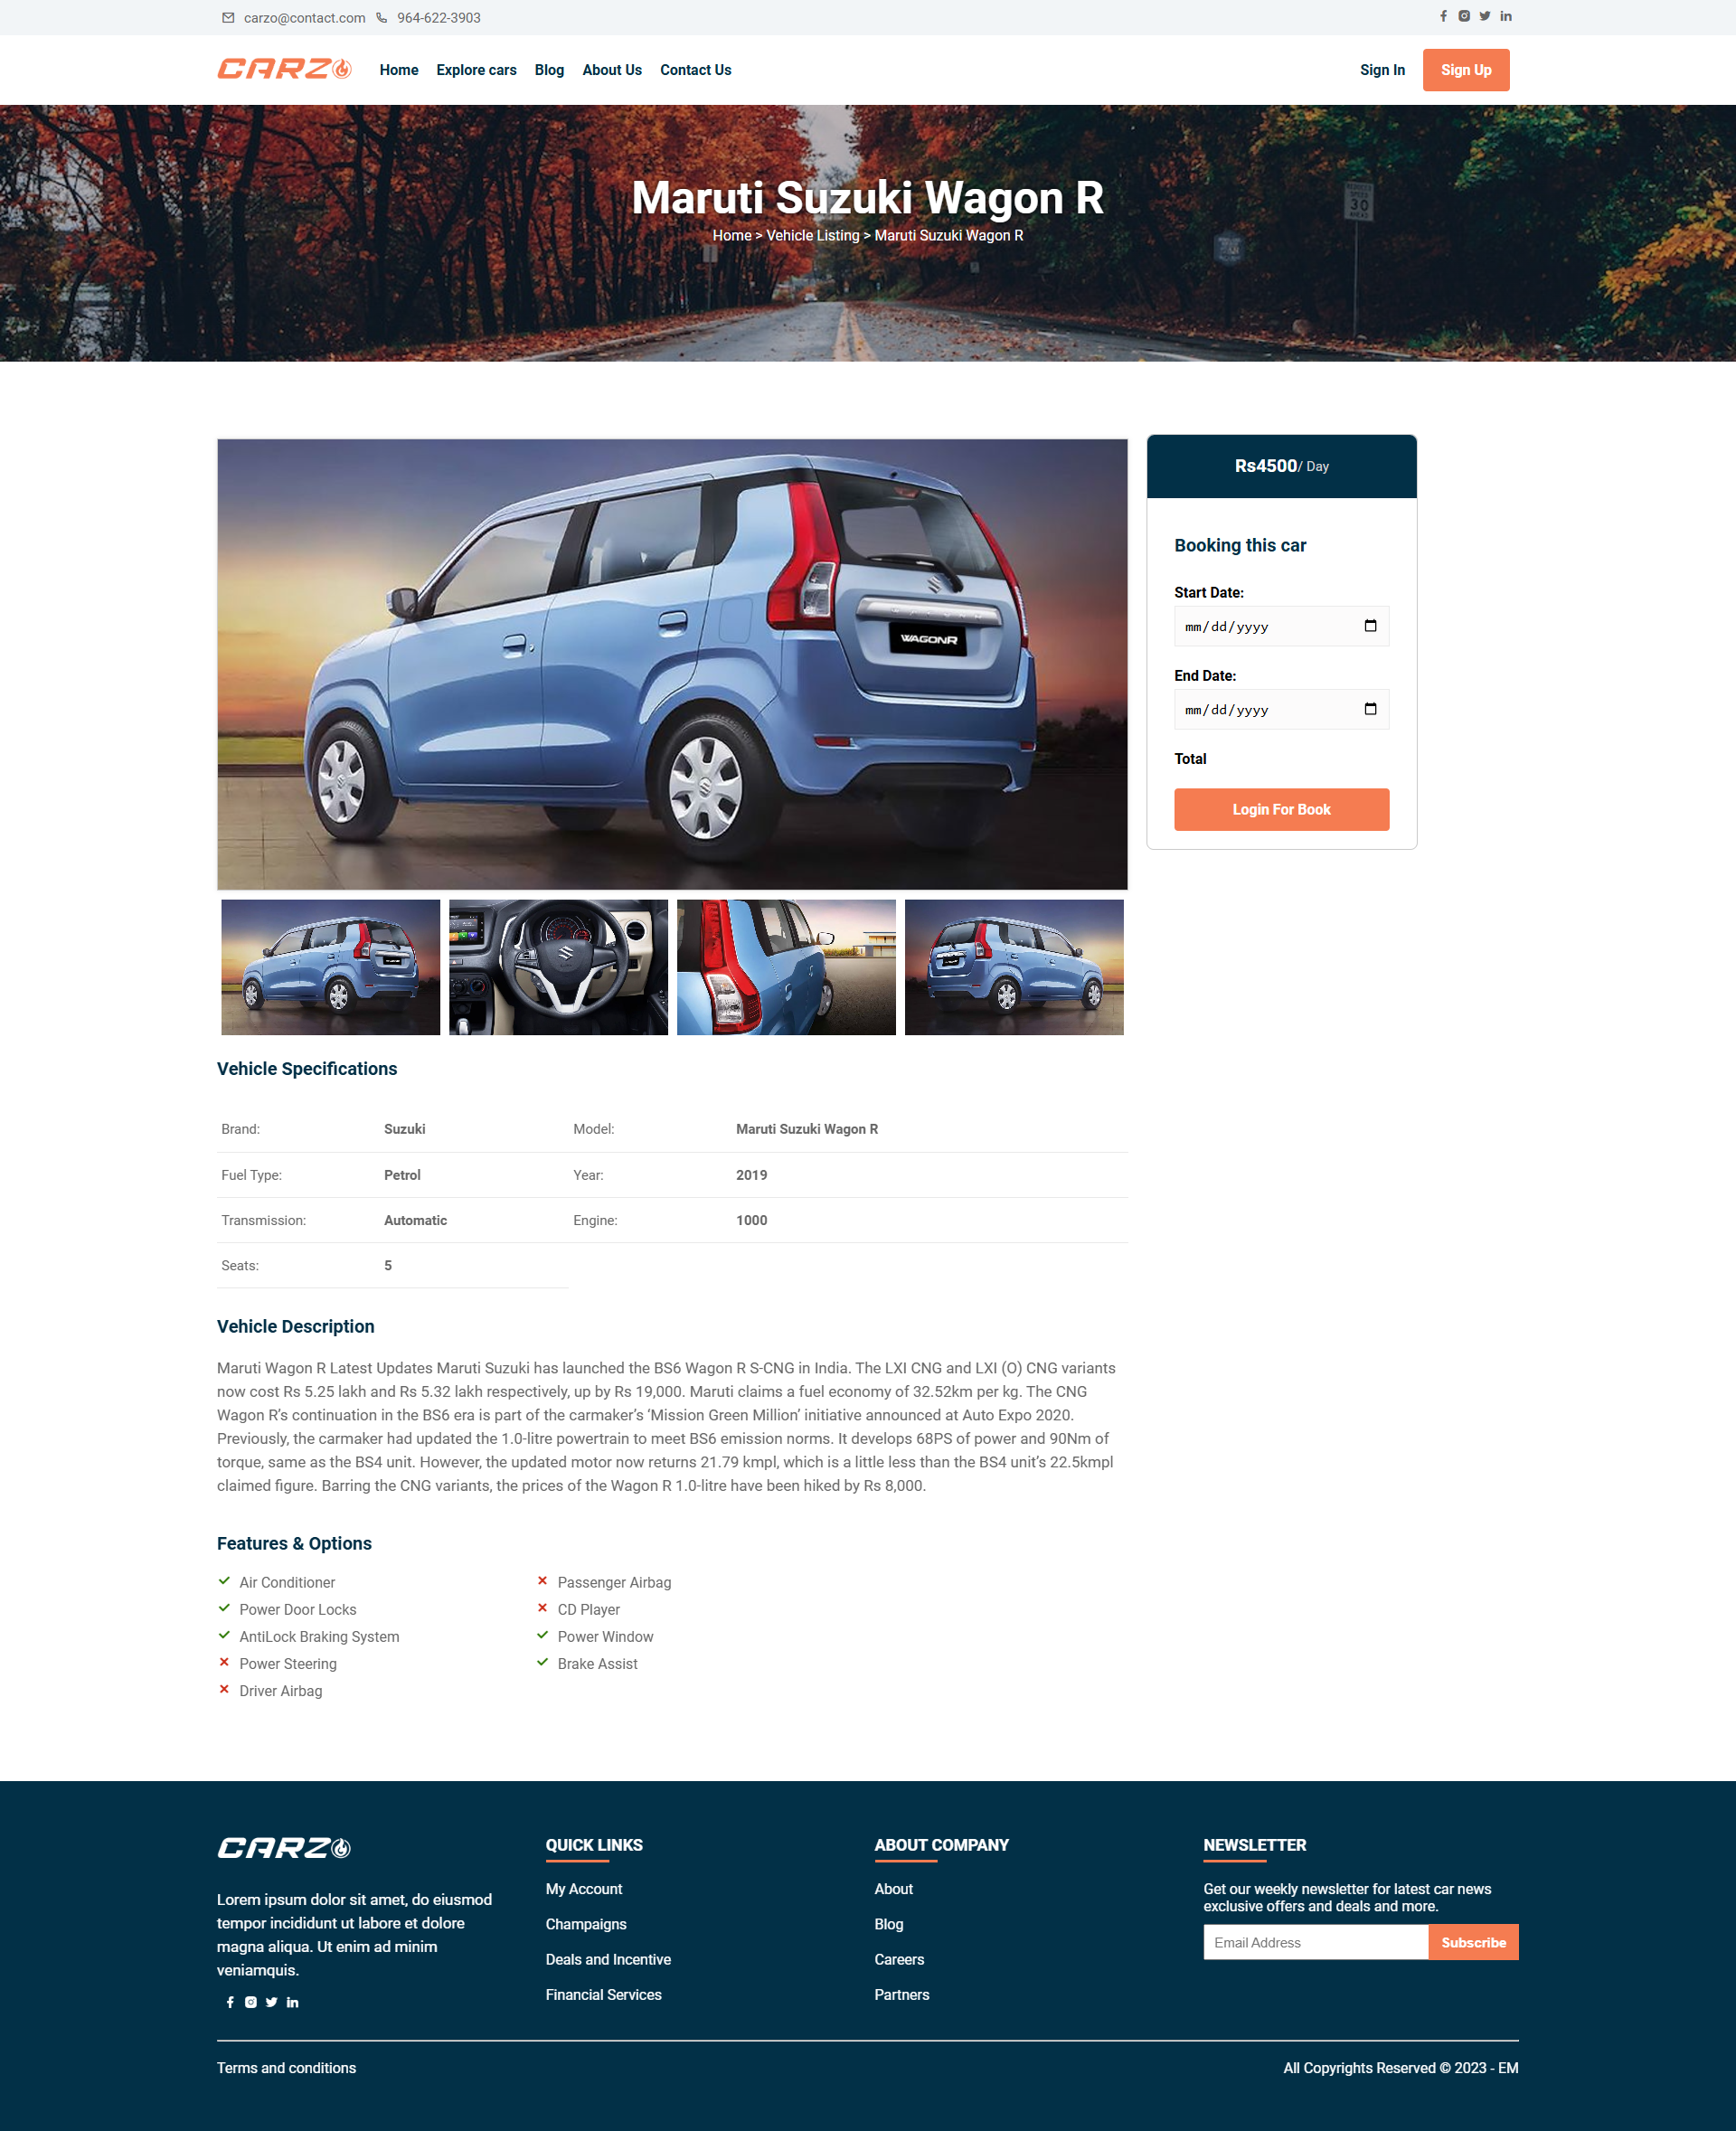 carzo@contact.com 964-622-3903
CARZO Home Explore cars Blog About Us Contact Us Sign In Sign Up
REDUCED
SPEED
30
AHEAD
Maruti Suzuki Wagon R
Home > Vehicle Listing > Maruti Suzuki Wagon R
WAGONR
Rs4500/ Day
Booking this car
Start Date:
mm/dd/yyyy
End Date:
mm/dd/yyyy
Total
Login For Book
Vehicle Specifications
Brand: Suzuki Model: Maruti Suzuki Wagon R
Fuel Type: Petrol Year: 2019
Transmission: Automatic Engine: 1000
Seats: 5
Vehicle Description
Maruti Wagon R Latest Updates Maruti Suzuki has launched the BS6 Wagon R S-CNG in India. The LXI CNG and LXI (O) CNG variants
now cost Rs 5.25 lakh and Rs 5.32 lakh respectively, up by Rs 19,000. Maruti claims a fuel economy of 32.52km per kg. The CNG
Wagon R’s continuation in the BS6 era is part of the carmaker’s ‘Mission Green Million’ initiative announced at Auto Expo 2020.
Previously, the carmaker had updated the 1.0-litre powertrain to meet BS6 emission norms. It develops 68PS of power and 90Nm of
torque, same as the BS4 unit. However, the updated motor now returns 21.79 kmpl, which is a little less than the BS4 unit’s 22.5kmpl
claimed figure. Barring the CNG variants, the prices of the Wagon R 1.0-litre have been hiked by Rs 8,000.
Features & Options
Air Conditioner Passenger Airbag
Power Door Locks CD Player
AntiLock Braking System Power Window
Power Steering Brake Assist
Driver Airbag
CARZO
Lorem ipsum dolor sit amet, do eiusmod
tempor incididunt ut labore et dolore
magna aliqua. Ut enim ad minim
veniamquis.
QUICK LINKS
My Account
Champaigns
Deals and Incentive
Financial Services
ABOUT COMPANY
About
Blog
Careers
Partners
NEWSLETTER
Get our weekly newsletter for latest car news
exclusive offers and deals and more.
Email Address Subscribe
Terms and conditions All Copyrights Reserved © 2023 - EM